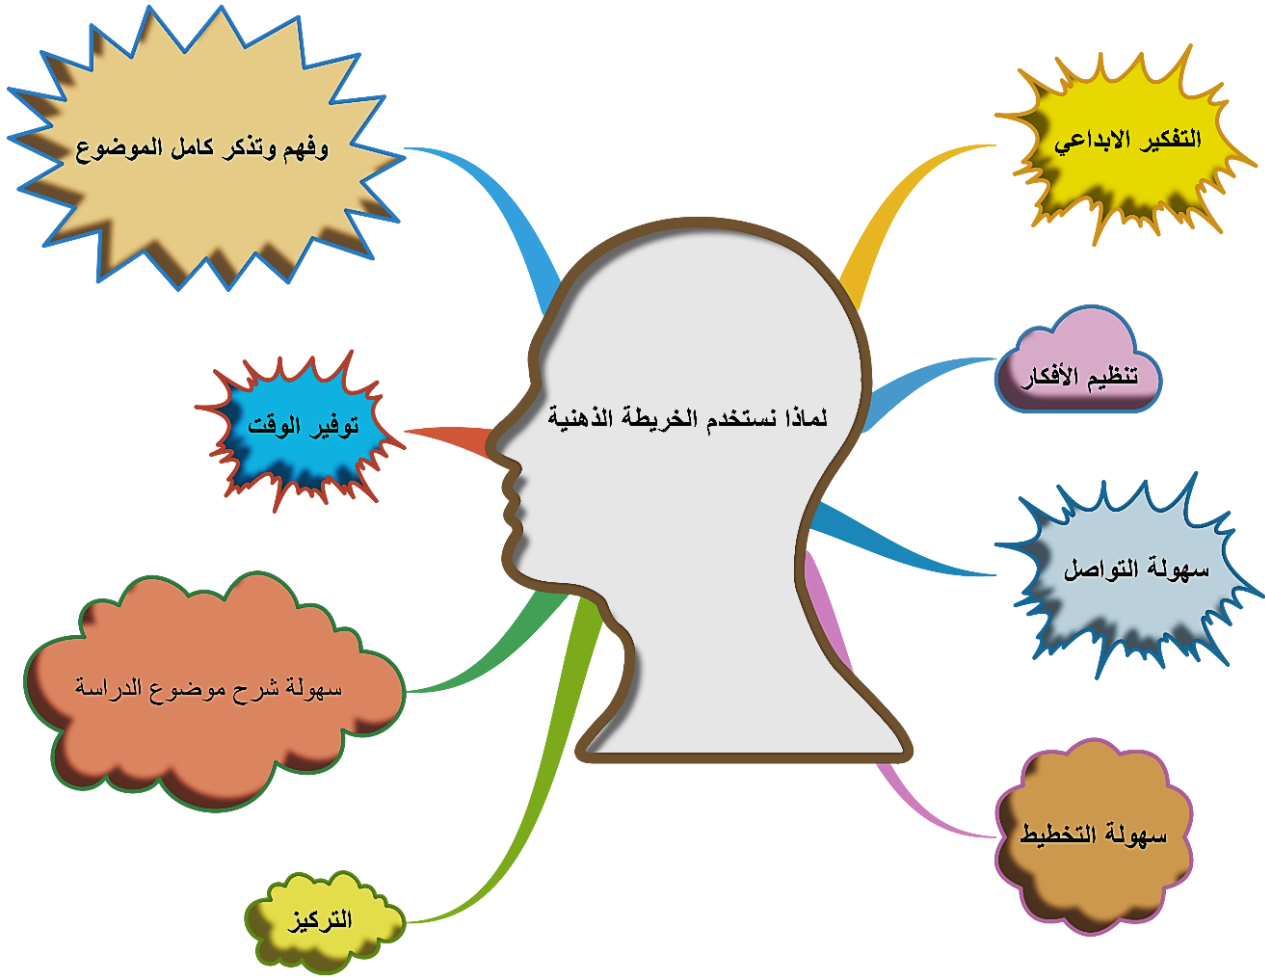 لماذا نستخدم الخريطة الذهنية
التفكير الابداعي
تنظيم الأفكار
سهولة التواصل
سهولة التخطيط
وفهم وتذكر كامل الموضوع
توفير الوقت
سهولة شرح موضوع الدراسة
التركيز